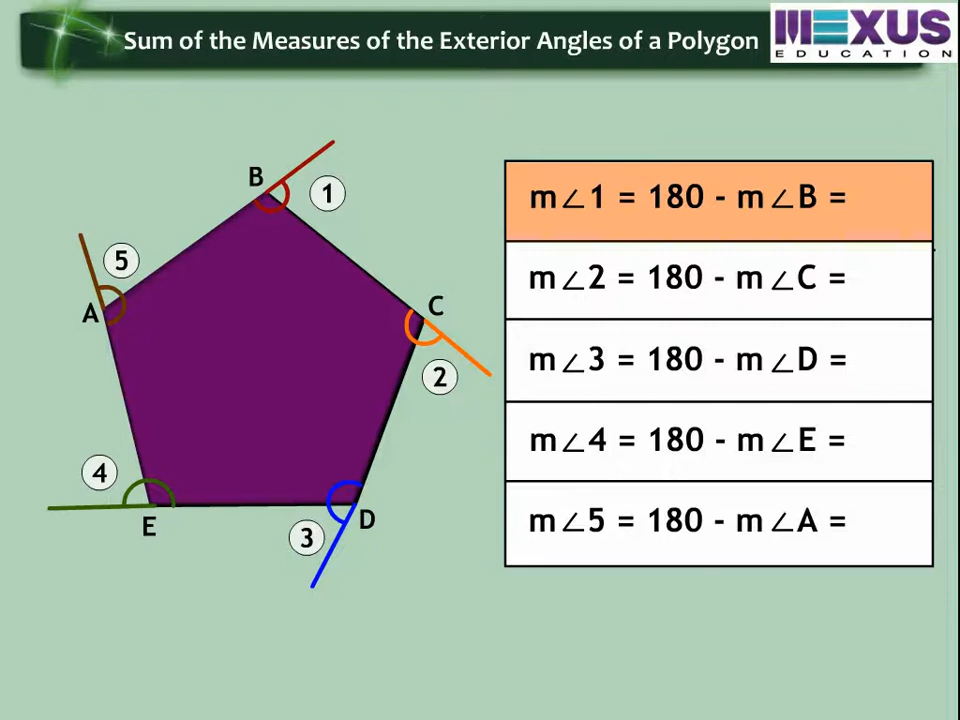 Sum of the Measures of the Exterior Angles of a Polygon
MEXUS
EDUCATION
B
1
5
A
C
2
4
E
D
3
m∠1 = 180 - m∠B =
m∠2 = 180 - m∠C =
m∠3 = 180 - m∠D =
m∠4 = 180 - m∠E =
m∠5 = 180 - m∠A =